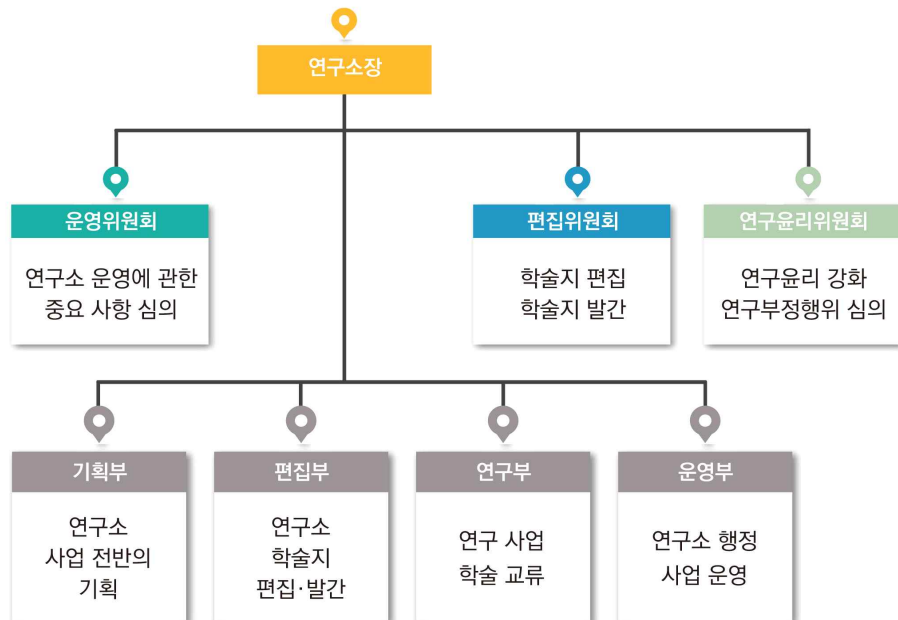 연구소장
운영위원회
연구소 운영에 관한
중요 사항 심의
편집위원회
학술지 편집
학술지 발간
연구윤리위원회
연구윤리 강화
연구부정행위 심의
기획부
연구소
사업 전반의
기획
편집부
연구소
학술지
편집·발간
연구부
연구 사업
학술 교류
운영부
연구소 행정
사업 운영